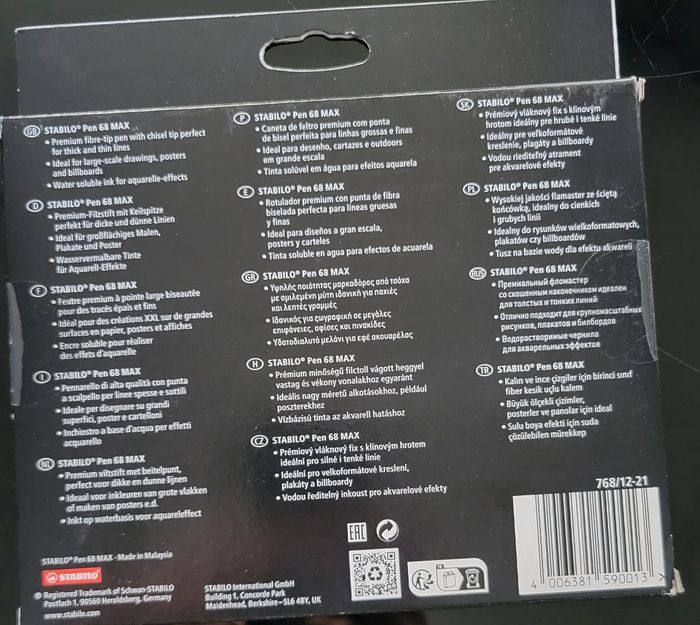 GB STABILO® Pen 68 MAX
• Premium fibre-tip pen with chisel tip perfect
for thick and thin lines
• Ideal for large-scale drawings, posters
and billboards
• Water soluble ink for aquarelle-effects
D STABILO® Pen 68 MAX
• Premium-Filzstift mit Keilspitze
perfekt für dicke und dünne Linien
• Ideal für großflächiges Malen,
Plakate und Poster
• Wasservermalbare Tinte
für Aquarell-Effekte
F STABILO® Pen 68 MAX
• Feutre premium à pointe large biseautée
pour des tracés épais et fins
• Idéal pour des créations XXL sur de grandes
surfaces en papier, posters et affiches
• Encre soluble pour réaliser
des effets d'aquarelle
I STABILO® Pen 68 MAX
• Pennarello di alta qualità con punta
a scalpello per linee spesse e sottili
• Ideale per disegnare su grandi
superfici, poster e cartelloni
• Inchiostro a base d'acqua per effetti
acquarello
NL STABILO® Pen 68 MAX
• Premium viltstift met beitelpunt,
perfect voor dikke en dunne lijnen
• Ideaal voor inkleuren van grote vlakken
of maken van posters e.d.
• Inkt op waterbasis voor aquareleffect
P STABILO® Pen 68 MAX
• Caneta de feltro premium com ponta
de bisel perfeita para linhas grossas e finas
• Ideal para desenho, cartazes e outdoors
em grande escala
• Tinta solúvel em água para efeitos aquarela
E STABILO® Pen 68 MAX
• Rotulador premium con punta de fibra
biselada perfecta para líneas gruesas
y finas
• Ideal para diseños a gran escala,
posters y carteles
• Tinta soluble en agua para efectos de acuarela
GR STABILO® Pen 68 MAX
• Υψηλής ποιότητας μαρκαδόρος από τσόχα
με σμιλεμένη μύτη ιδανική για παχιές
και λεπτές γραμμές
• Ιδανικός για ζωγραφική σε μεγάλες
επιφάνειες, αφίσες και πινακίδες
• Υδατοδιαλυτό μελάνι για εφέ ακουαρέλας
H STABILO® Pen 68 MAX
• Prémium minőségű filctoll vágott heggyel
vastag és vékony vonalakhoz egyaránt
• Ideális nagy méretű alkotásokhoz, például
poszterekhez
• Vízbázisú tinta az akvarell hatáshoz
CZ STABILO® Pen 68 MAX
• Prémiový vláknový fix s klínovým hrotem
ideální pro silné i tenké linie
• Ideální pro velkoformátové kreslení,
plakáty a billboardy
• Vodou ředitelný inkoust pro akvarelové efekty
SK STABILO® Pen 68 MAX
• Prémiový vláknový fix s klinovým
hrotom ideálny pre hrubé i tenké línie
• Ideálny pre veľkoformátové
kreslenie, plagáty a billboardy
• Vodou riediteľný atrament
pre akvarelové efekty
PL STABILO® Pen 68 MAX
• Wysokiej jakości flamaster ze ściętą
końcówką, idealny do cienkich
i grubych linii
• Idealny do rysunków wielkoformatowych,
plakatów czy billboardów
• Tusz na bazie wody dla efektu akwareli
RUS STABILO® Pen 68 MAX
• Премиальный фломастер
со скошенным наконечником идеален
для толстых и тонких линий
• Отлично подходит для крупномасштабных
рисунков, плакатов и билбордов
• Водорастворимые чернила
для акварельных эффектов
TR STABILO® Pen 68 MAX
• Kalın ve ince çizgiler için birinci sınıf
fiber kesik uçlu kalem
• Büyük ölçekli çizimler,
posterler ve panolar için ideal
• Sulu boya efekti için suda
çözülebilen mürekkep
768/12-21
4 006381 590013 >
EAC
STABILO® Pen 68 MAX - Made in Malaysia
STABILO
® Registered Trademark of Schwan-STABILO
Postfach 1, 90560 Heroldsberg, Germany
www.stabilo.com
STABILO International GmbH
Building 1, Concorde Park
Maidenhead, Berkshire–SL6 4BY, UK